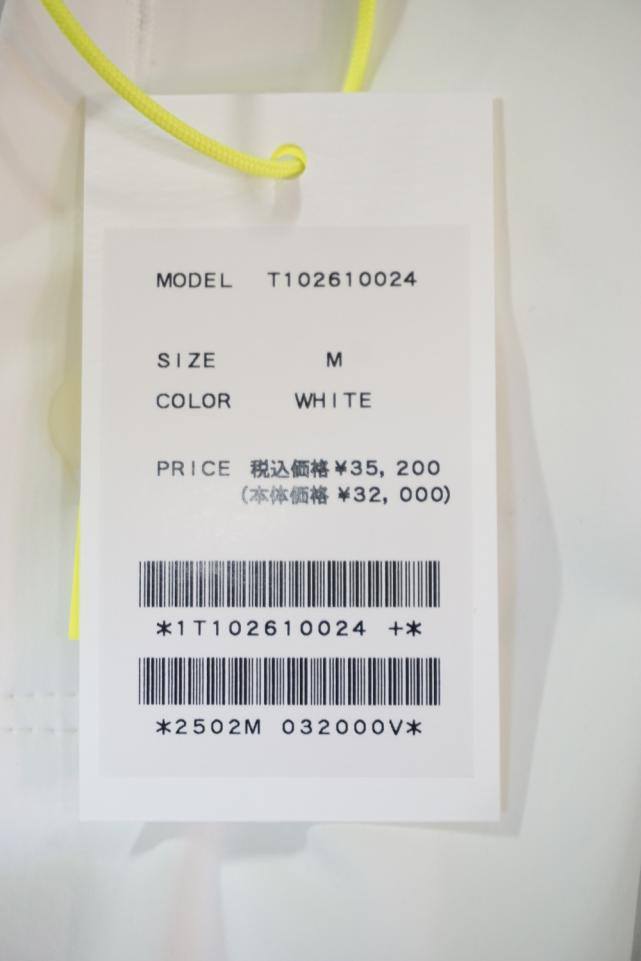 MODEL T102610024
SIZE M
COLOR WHITE
PRICE 税込価格 ¥35, 200
(本体価格 ¥32, 000)
*1T102610024 +*
*2502M 032000V*